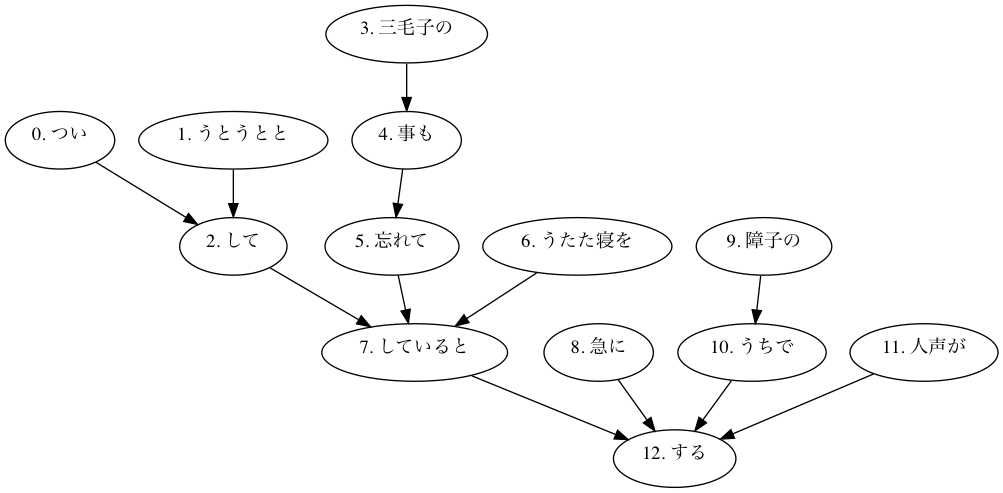 3. 三毛子の
0. つい
1. うとうとと
4. 事も
2. して
5. 忘れて
6. うたた寝を
9. 障子の
7. していると
8. 急に
10. うちで
11. 人声が
12. する